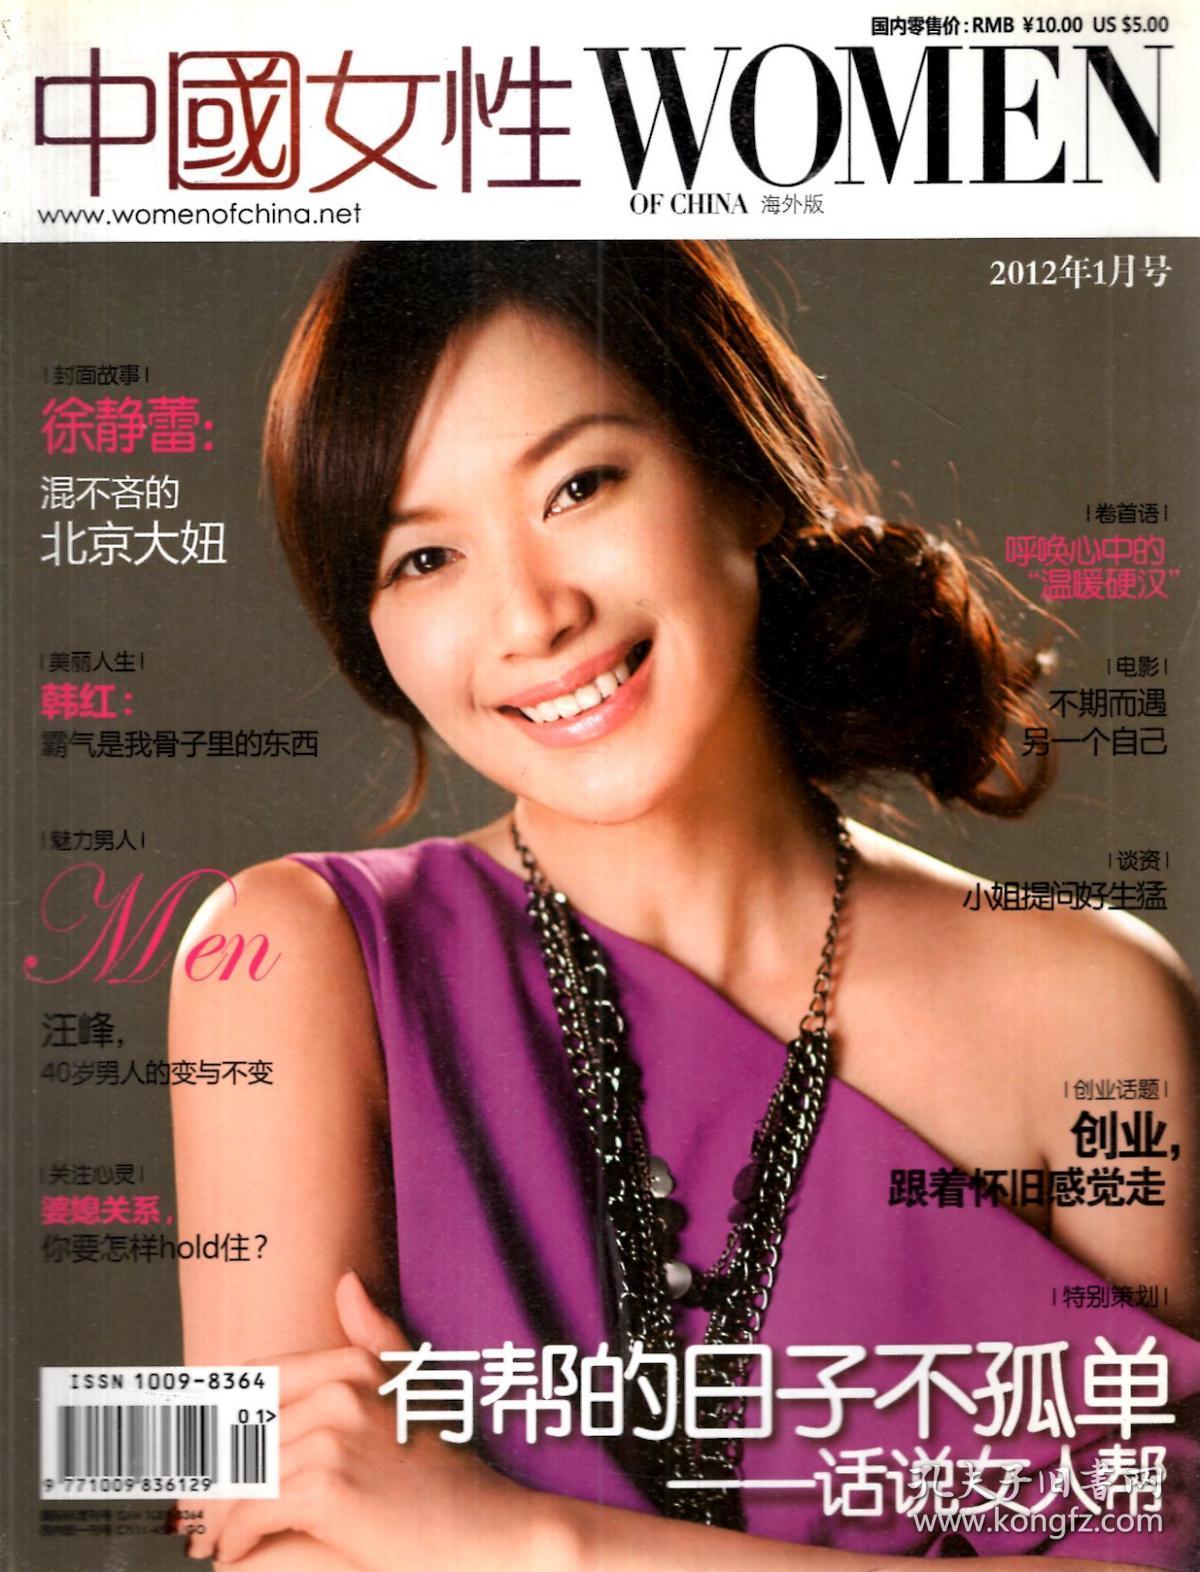 国内零售价：RMB ¥10.00 US $5.00
中國女性 WOMEN
OF CHINA 海外版
www.womenofchina.net
2012年1月号
封面故事
徐静蕾:
混不吝的
北京大妞
卷首语
呼唤心中的
“温暖硬汉”
美丽人生
韩红:
霸气是我骨子里的东西
电影
不期而遇
另一个自己
魅力男人
Men
汪峰,
40岁男人的变与不变
谈资
小姐提问好生猛
创业话题
创业,
跟着怀旧感觉走
关注心灵
婆媳关系,
你要怎样hold住?
特别策划
有帮的日子不孤单
——话说女人帮
ISSN 1009-8364
01>
9 771009 836129
孔夫子旧书网
www.kongfz.com